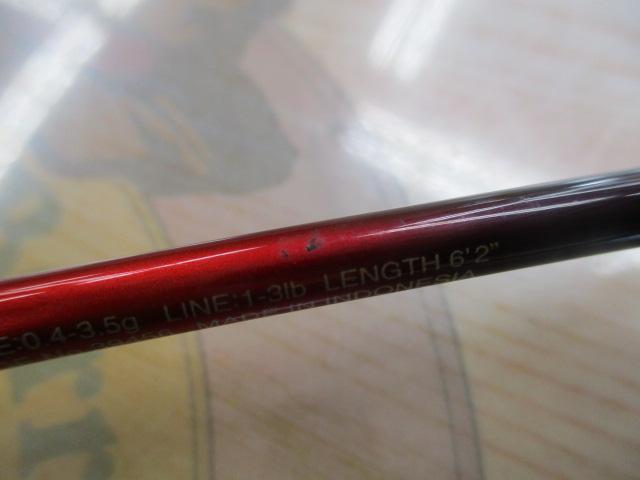 E:0.4-3.5g LINE:1-3lb LENGTH 6'2"
MADE IN INDONESIA